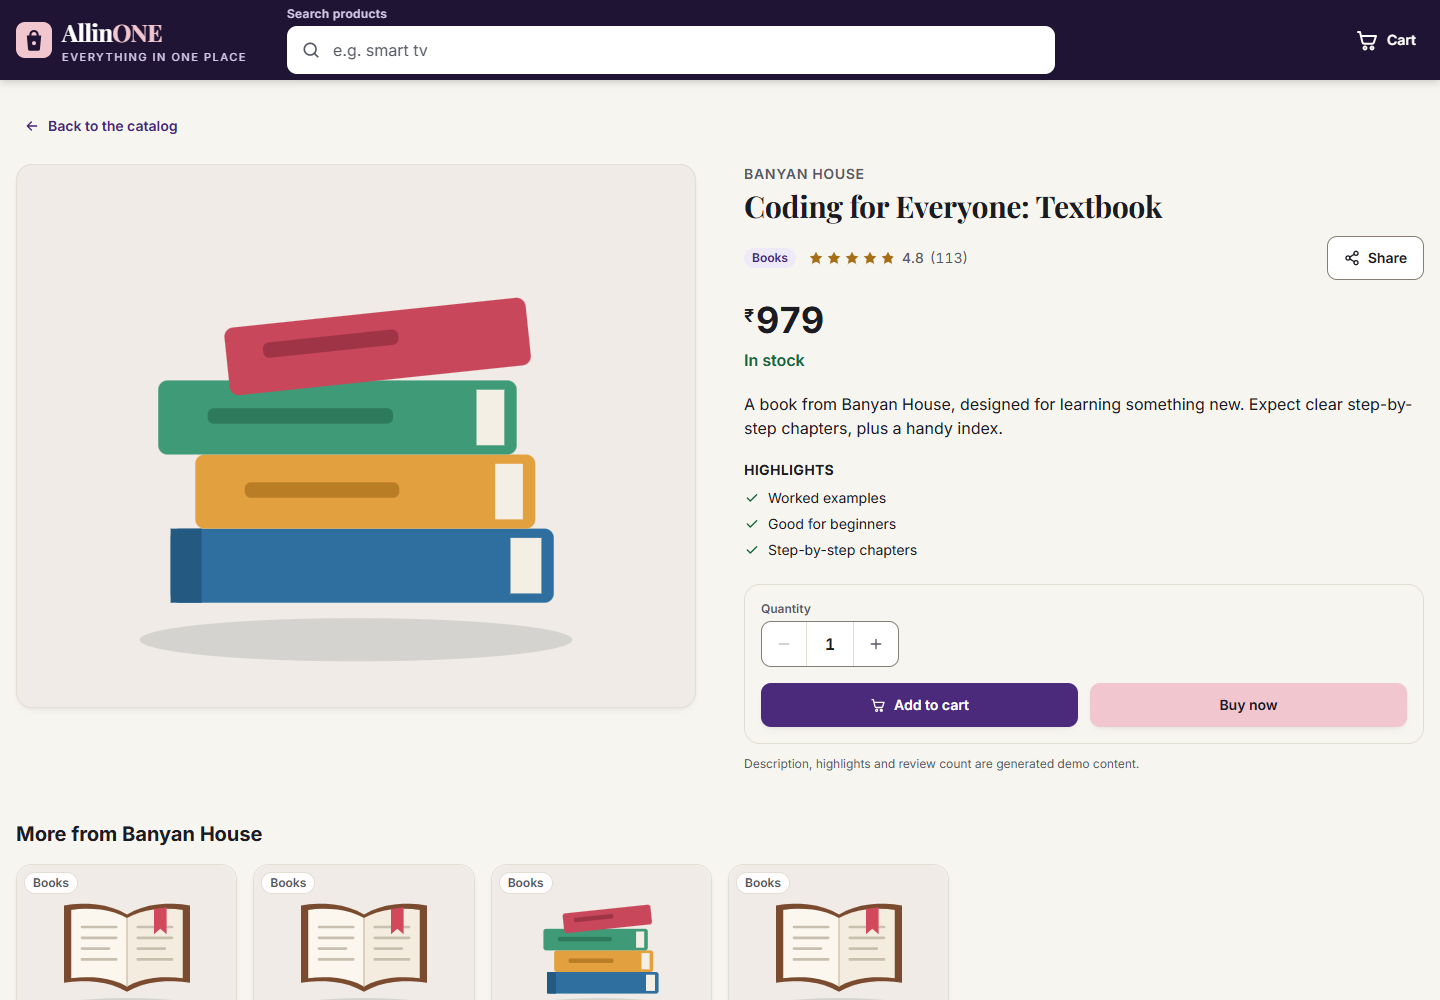 AllinONE
EVERYTHING IN ONE PLACE
Search products
e.g. smart tv
Cart
Back to the catalog
BANYAN HOUSE
Coding for Everyone: Textbook
Books
4.8 (113)
Share
₹979
In stock
A book from Banyan House, designed for learning something new. Expect clear step-by-
step chapters, plus a handy index.
HIGHLIGHTS
Worked examples
Good for beginners
Step-by-step chapters
Quantity
1
Add to cart
Buy now
Description, highlights and review count are generated demo content.
More from Banyan House
Books
Books
Books
Books